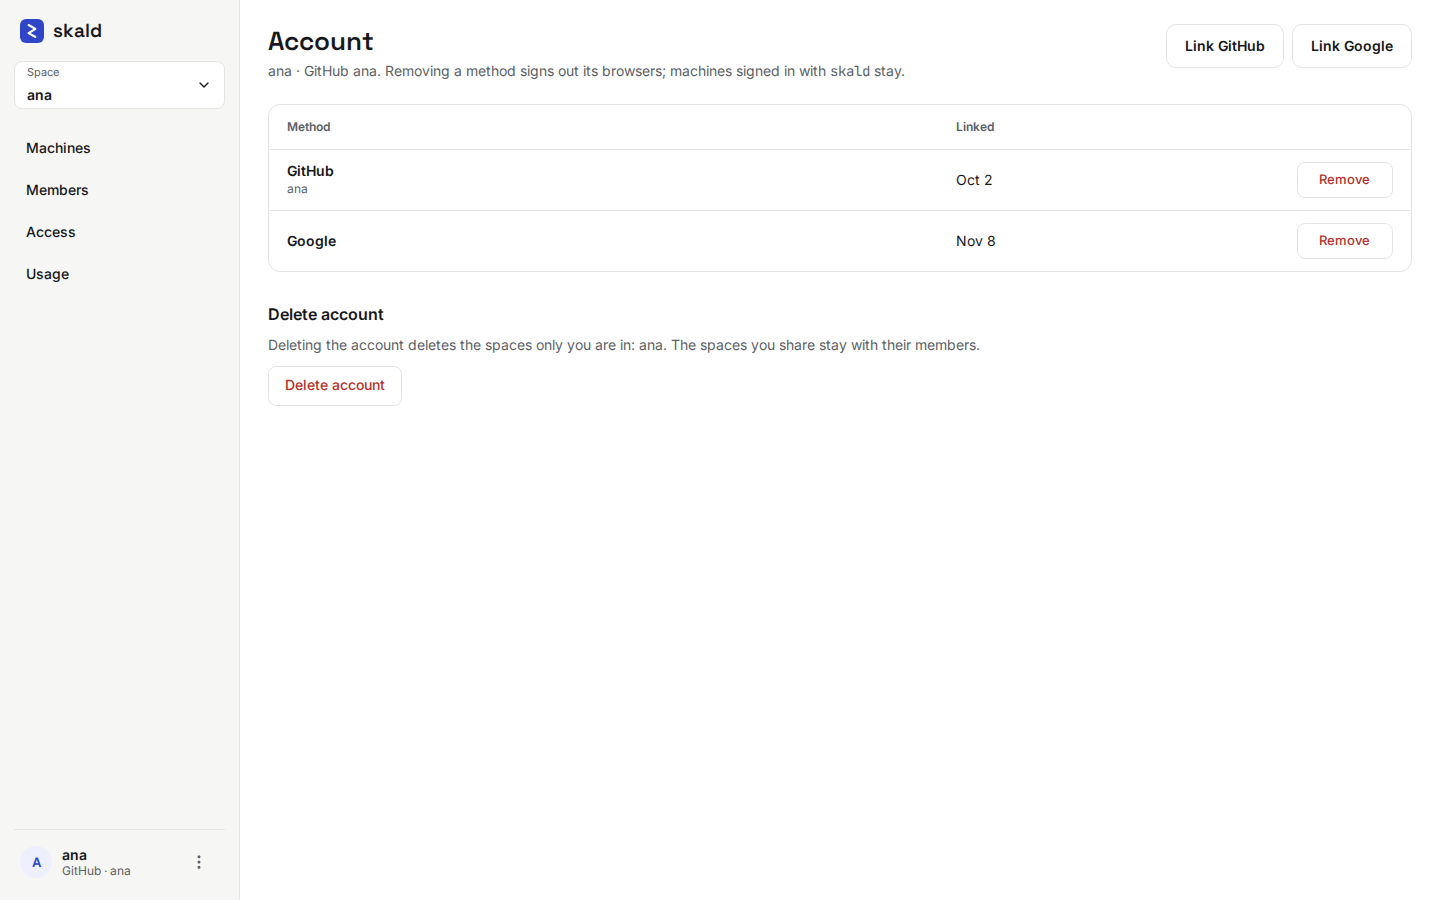 skald
Space
ana
Machines
Members
Access
Usage
A
ana
GitHub · ana
Account
ana · GitHub ana. Removing a method signs out its browsers; machines signed in with skald stay.
Link GitHub
Link Google
Method
Linked
GitHub
ana
Oct 2
Remove
Google
Nov 8
Remove
Delete account
Deleting the account deletes the spaces only you are in: ana. The spaces you share stay with their members.
Delete account